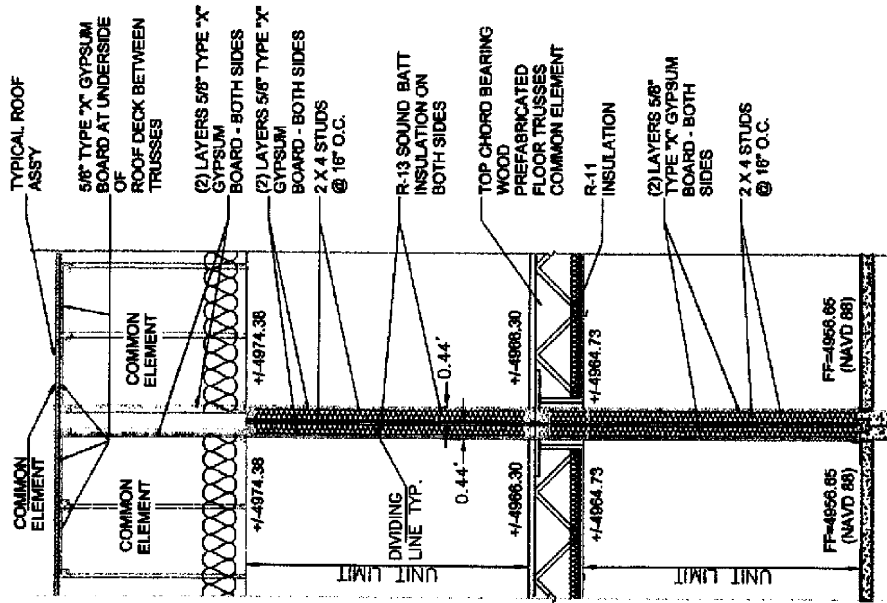 TYPICAL ROOF
ASS'Y
5/8" TYPE "X" GYPSUM
BOARD AT UNDERSIDE
OF
ROOF DECK BETWEEN
TRUSSES
(2) LAYERS 5/8" TYPE "X"
GYPSUM
BOARD - BOTH SIDES
(2) LAYERS 5/8" TYPE "X"
GYPSUM
BOARD - BOTH SIDES
2 X 4 STUDS
@ 16" O.C.
R-13 SOUND BATT
INSULATION ON
BOTH SIDES
TOP CHORD BEARING
WOOD
PREFABRICATED
FLOOR TRUSSES
COMMON ELEMENT
R-11
INSULATION
(2) LAYERS 5/8"
TYPE "X" GYPSUM
BOARD - BOTH
SIDES
2 X 4 STUDS
@ 16" O.C.
COMMON
ELEMENT
COMMON
ELEMENT
COMMON
ELEMENT
+/-4974.38
+/-4974.38
DIVIDING
LINE TYP.
0.44'
0.44'
+/-4966.30
+/-4966.30
+/-4964.73
+/-4964.73
FF=4956.65
(NAVD 88)
FF=4956.65
(NAVD 88)
UNIT LIMIT
UNIT LIMIT